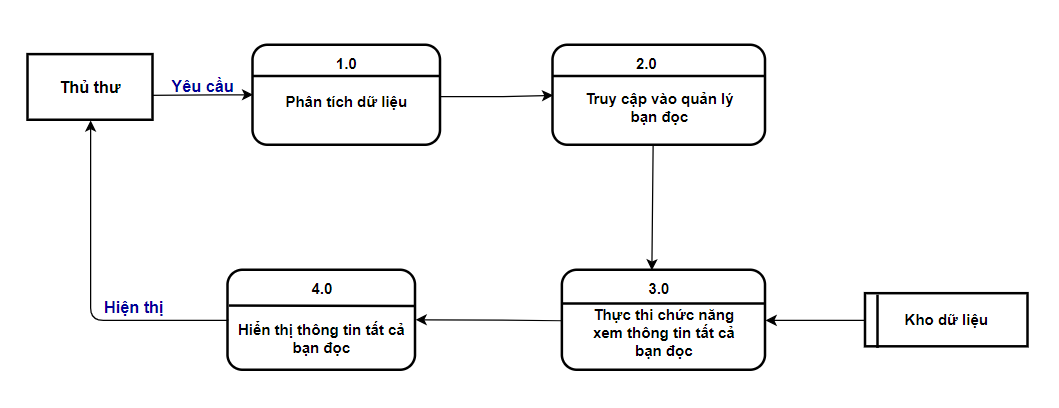 Thủ thư
Yêu cầu
1.0
Phân tích dữ liệu
2.0
Truy cập vào quản lý
bạn đọc
Hiện thị
4.0
Hiển thị thông tin tất cả
bạn đọc
3.0
Thực thi chức năng
xem thông tin tất cả
bạn đọc
Kho dữ liệu